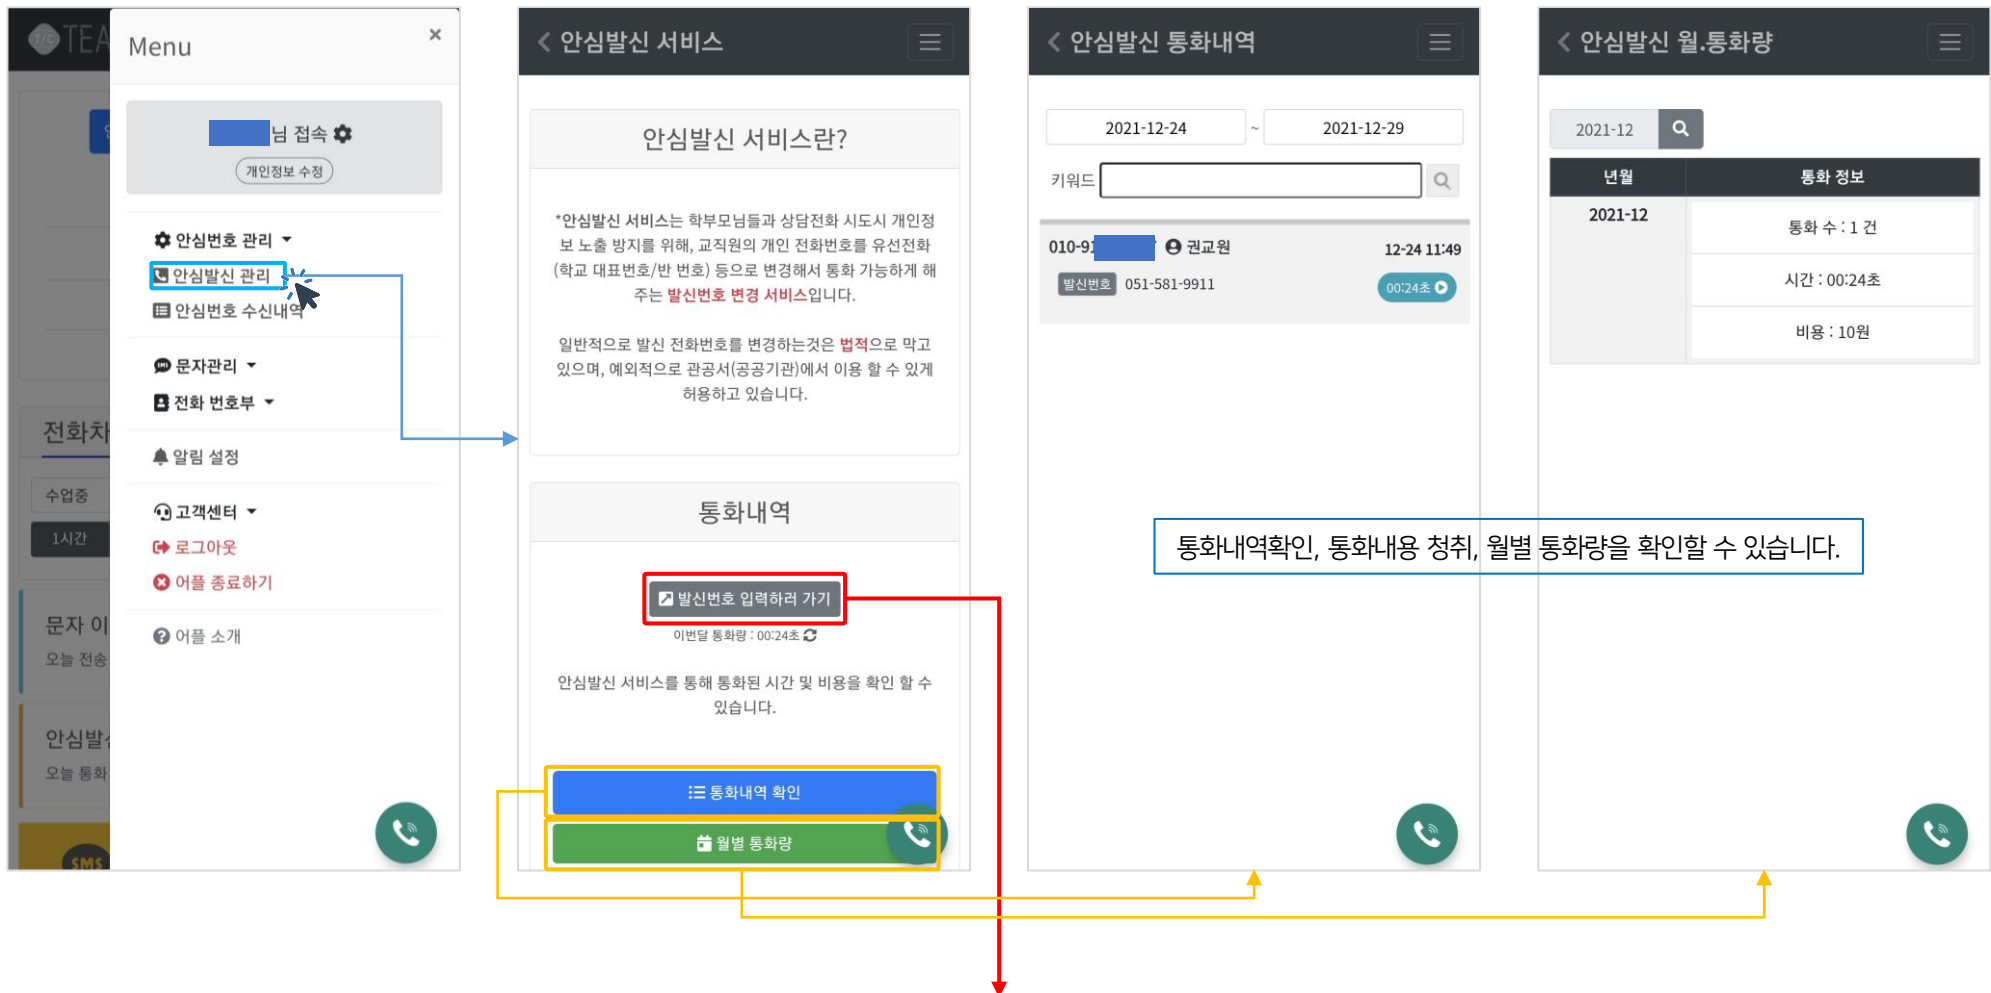 T/C TEA
전화차
수업중
1시간
문자 이
오늘 전송
안심발
오늘 통화
SMS
Menu
×
님 접속
개인정보 수정
안심번호 관리
안심발신 관리
안심번호 수신내역
문자관리
전화 번호부
알림 설정
고객센터
로그아웃
어플 종료하기
어플 소개
안심발신 서비스
안심발신 서비스란?
*안심발신 서비스는 학부모님들과 상담전화 시도시 개인정
보 노출 방지를 위해, 교직원의 개인 전화번호를 유선전화
(학교 대표번호/반 번호) 등으로 변경해서 통화 가능하게 해
주는 발신번호 변경 서비스입니다.
일반적으로 발신 전화번호를 변경하는것은 법적으로 막고
있으며, 예외적으로 관공서(공공기관)에서 이용 할 수 있게
허용하고 있습니다.
통화내역
발신번호 입력하러 가기
이번달 통화량 : 00:24초
안심발신 서비스를 통해 통화된 시간 및 비용을 확인 할 수
있습니다.
통화내역 확인
월별 통화량
안심발신 통화내역
2021-12-24 ~ 2021-12-29
키워드
010-91 권교원 12-24 11:49
발신번호 051-581-9911 00:24초
안심발신 월.통화량
2021-12
년월 통화 정보
2021-12 통화 수 : 1 건
시간 : 00:24초
비용 : 10원
통화내역확인, 통화내용 청취, 월별 통화량을 확인할 수 있습니다.